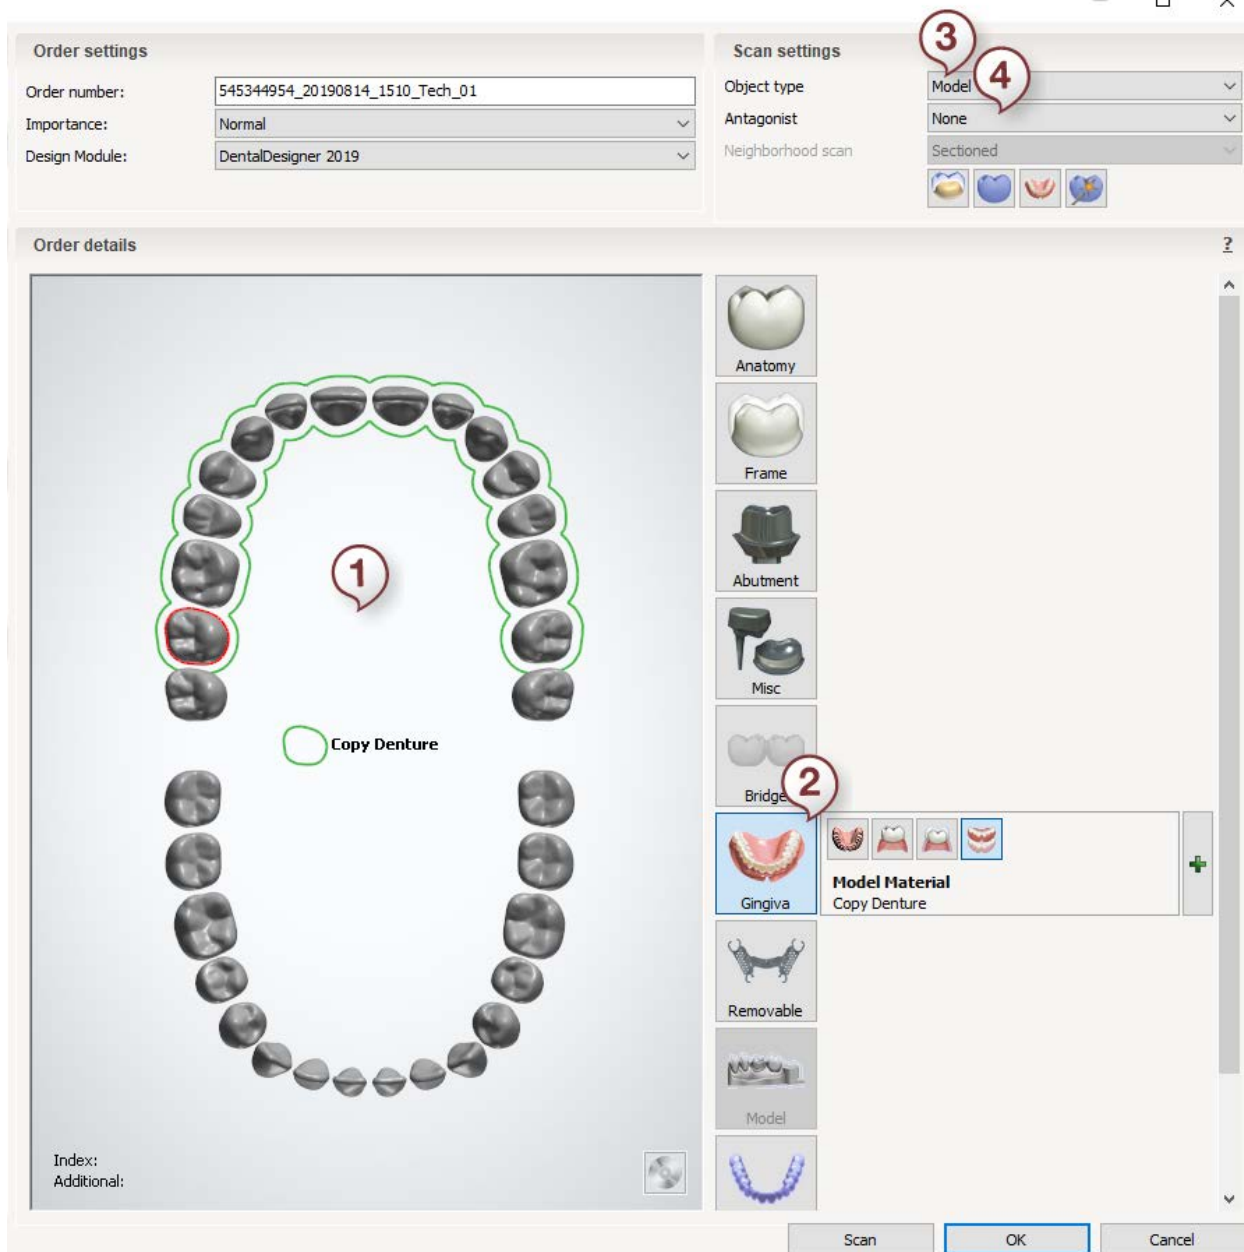 Order settings
Order number:
545344954_20190814_1510_Tech_01
Importance:
Normal
Design Module:
DentalDesigner 2019
Scan settings
3
Object type
Model
4
Antagonist
None
Neighborhood scan
Sectioned
Order details
?
1
Copy Denture
Index:
Additional:
Anatomy
Frame
Abutment
Misc
Bridge
2
Gingiva
Model Material
Copy Denture
Removable
Model
Scan
OK
Cancel